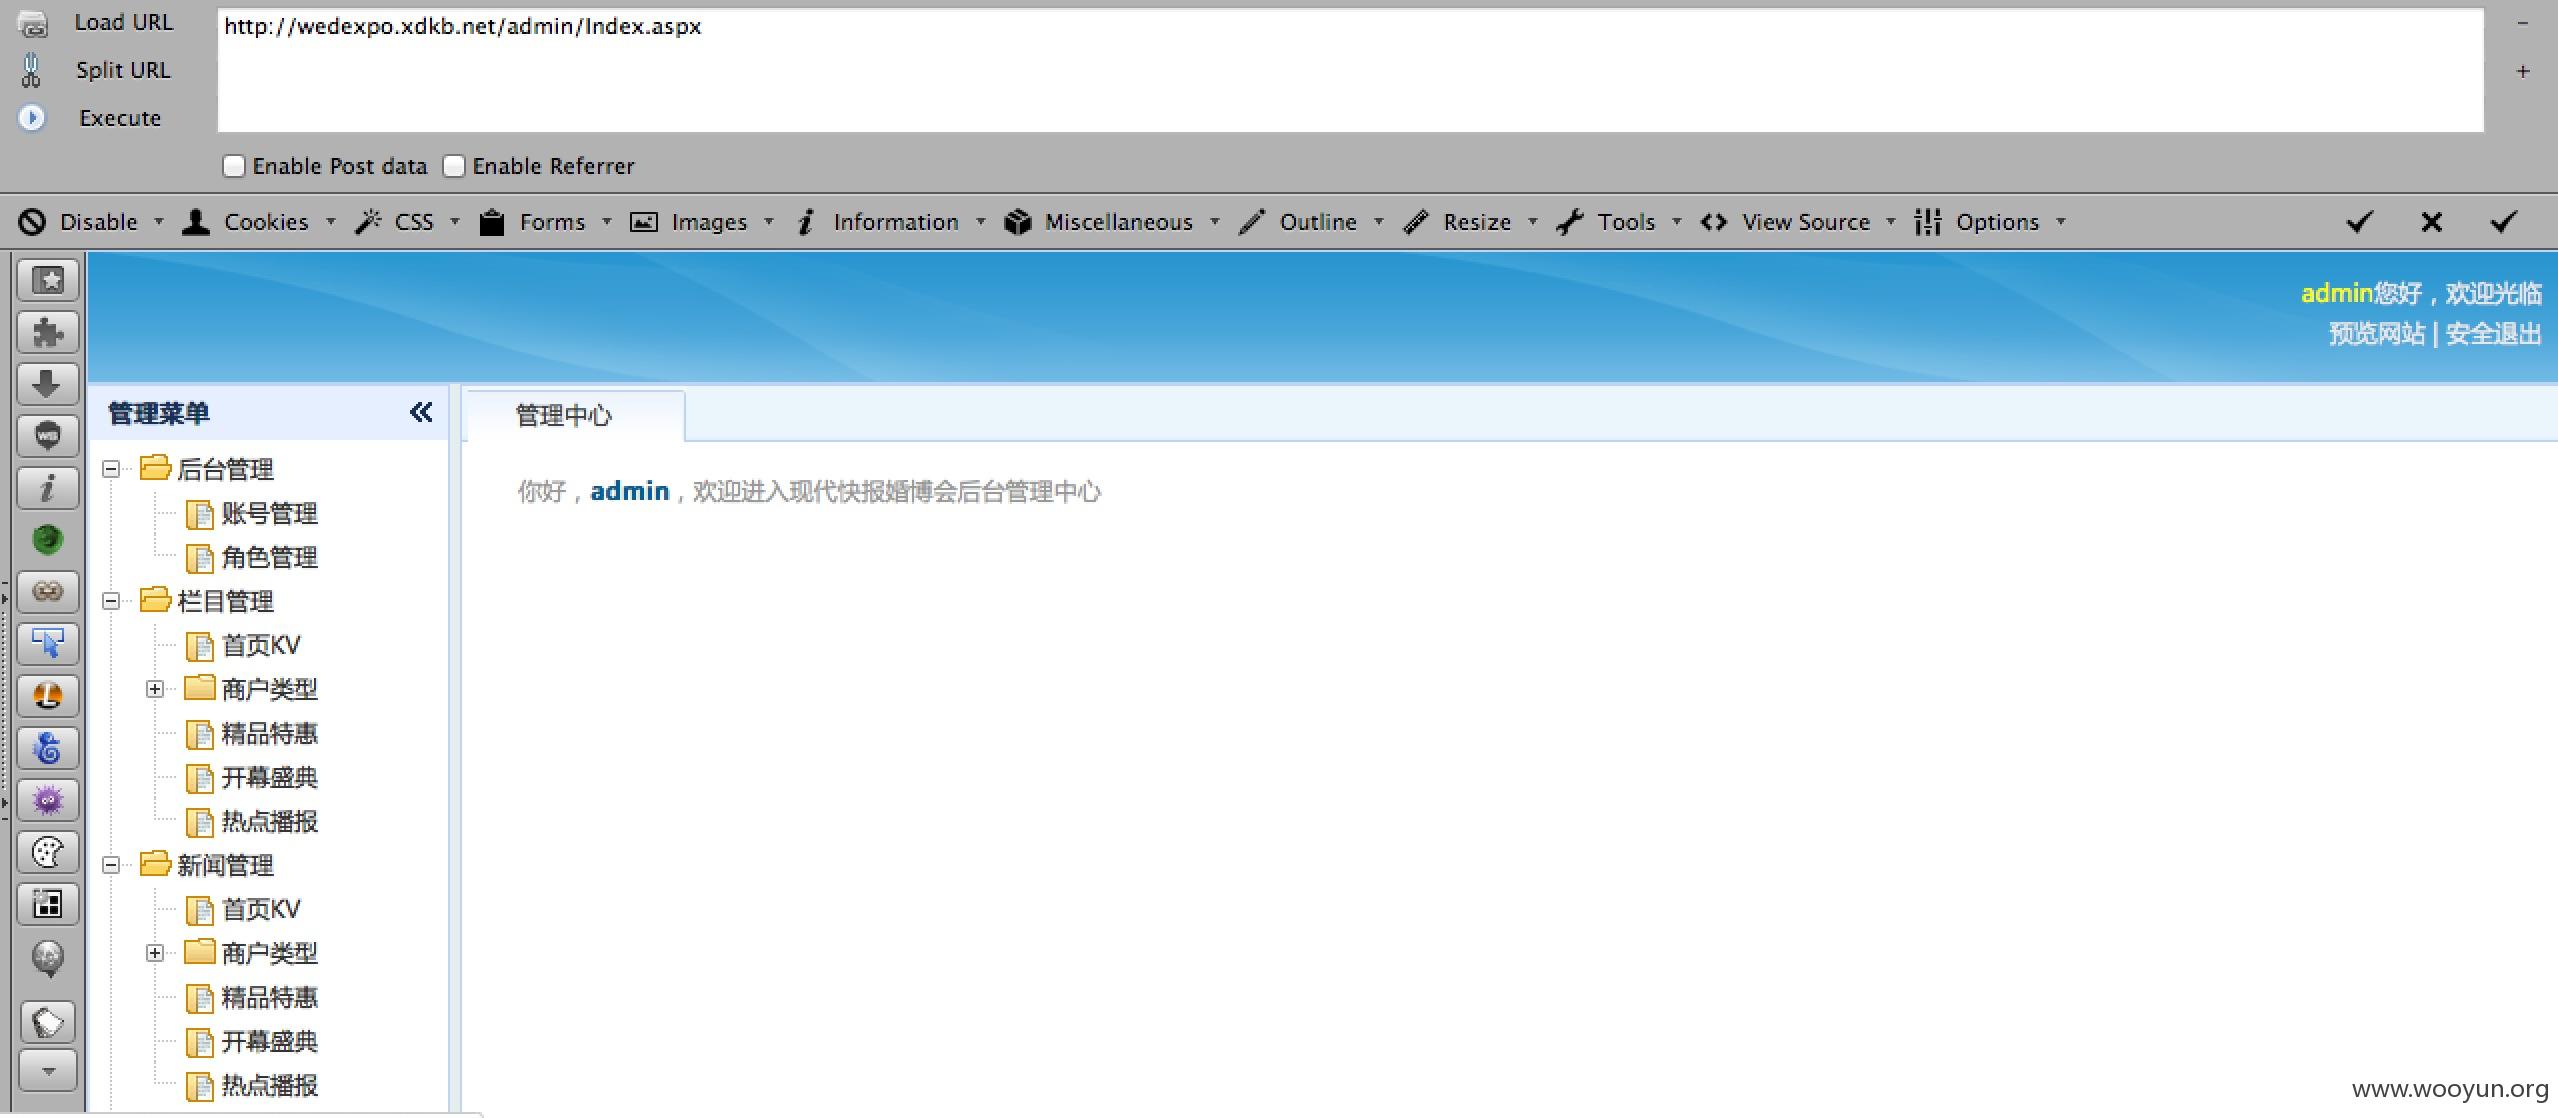 Load URL
http://wedexpo.xdkb.net/admin/Index.aspx
Split URL
Execute
Enable Post data Enable Referrer
Disable Cookies CSS Forms Images Information Miscellaneous Outline Resize Tools View Source Options
admin您好，欢迎光临
预览网站 | 安全退出
管理菜单
管理中心
你好，admin，欢迎进入现代快报婚博会后台管理中心
后台管理
账号管理
角色管理
栏目管理
首页KV
商户类型
精品特惠
开幕盛典
热点播报
新闻管理
首页KV
商户类型
精品特惠
开幕盛典
热点播报
www.wooyun.org